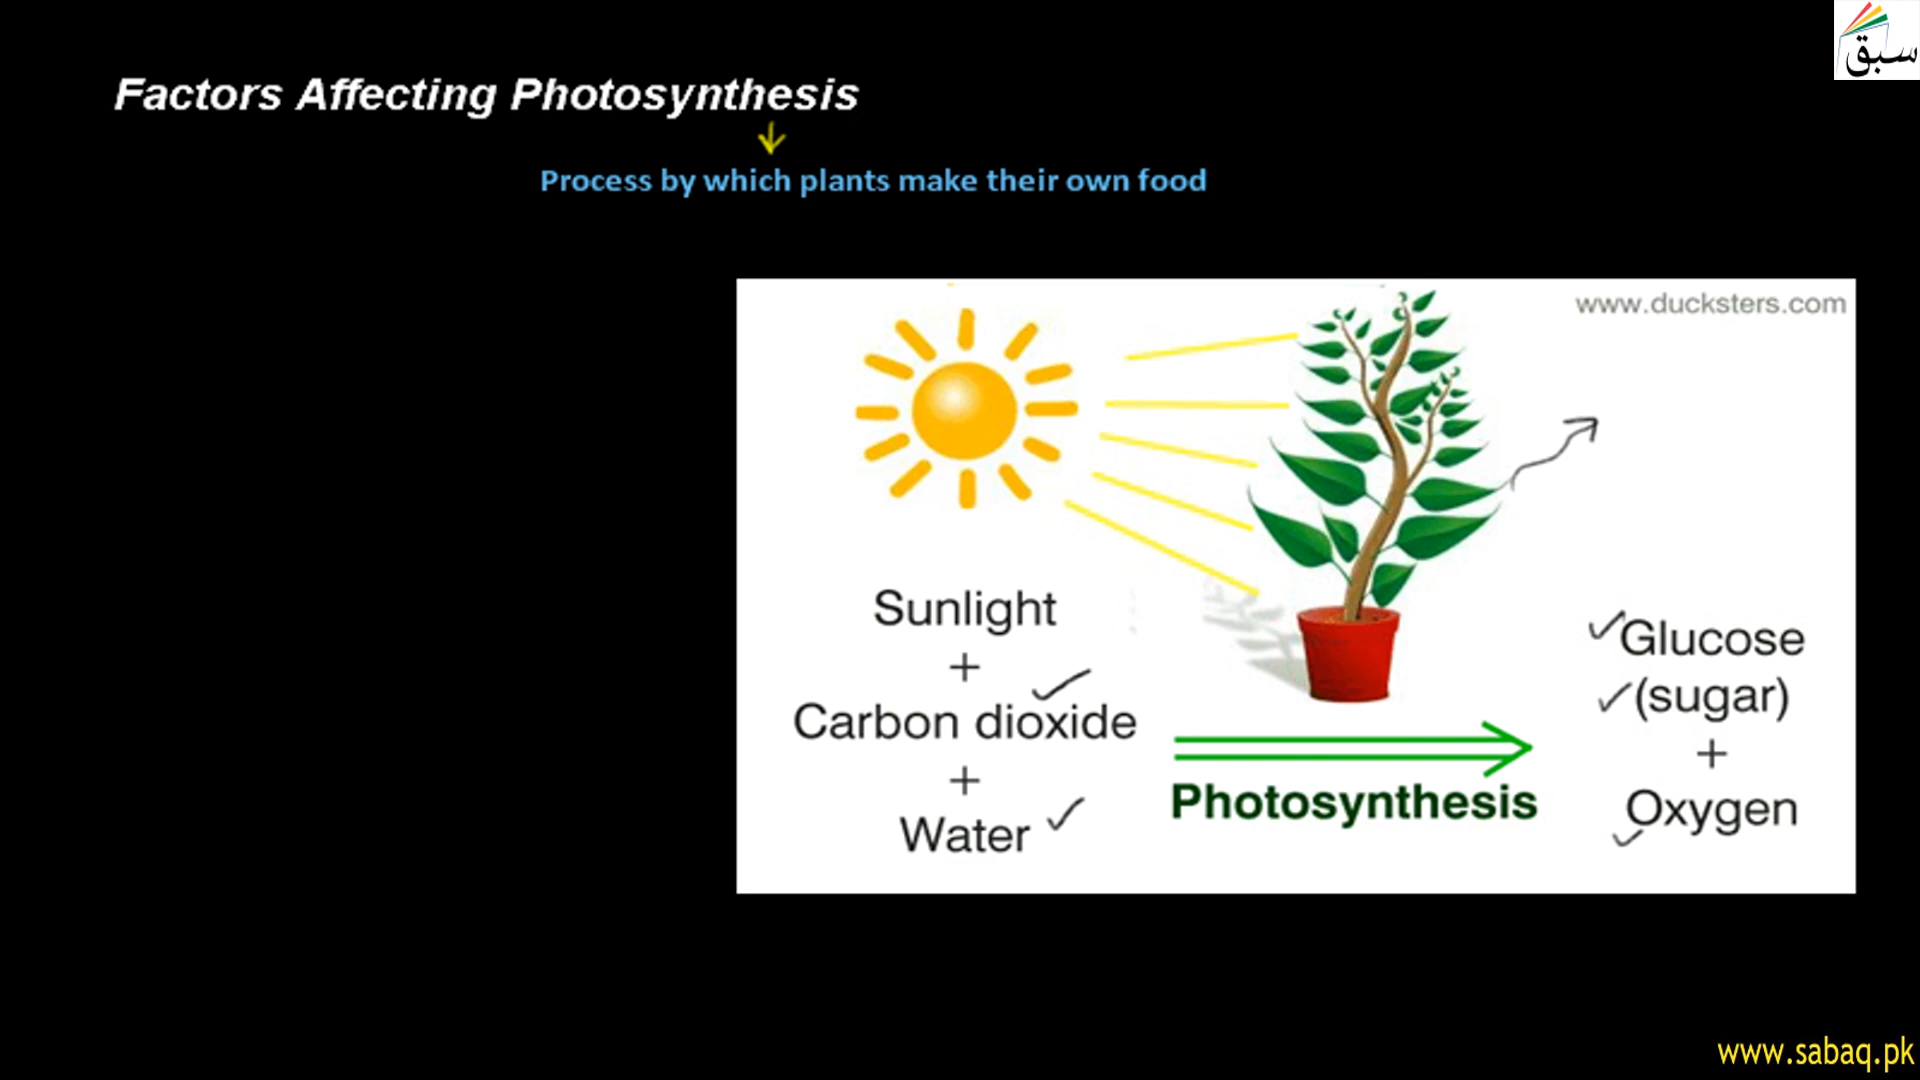 سبق
Factors Affecting Photosynthesis
Process by which plants make their own food
www.ducksters.com
Sunlight
+
Carbon dioxide
+
Water
Photosynthesis
Glucose
(sugar)
+
Oxygen
www.sabaq.pk